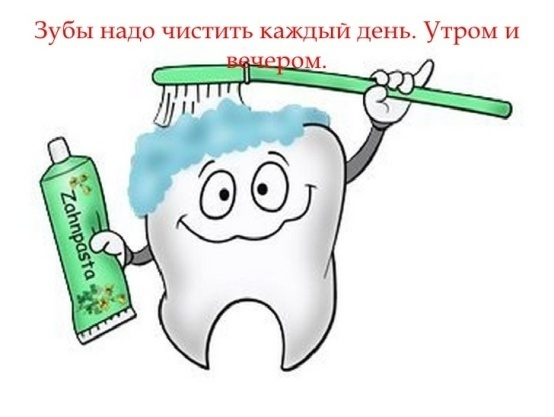 Зубы надо чистить каждый день. Утром и
вечером.
Zahnpasta